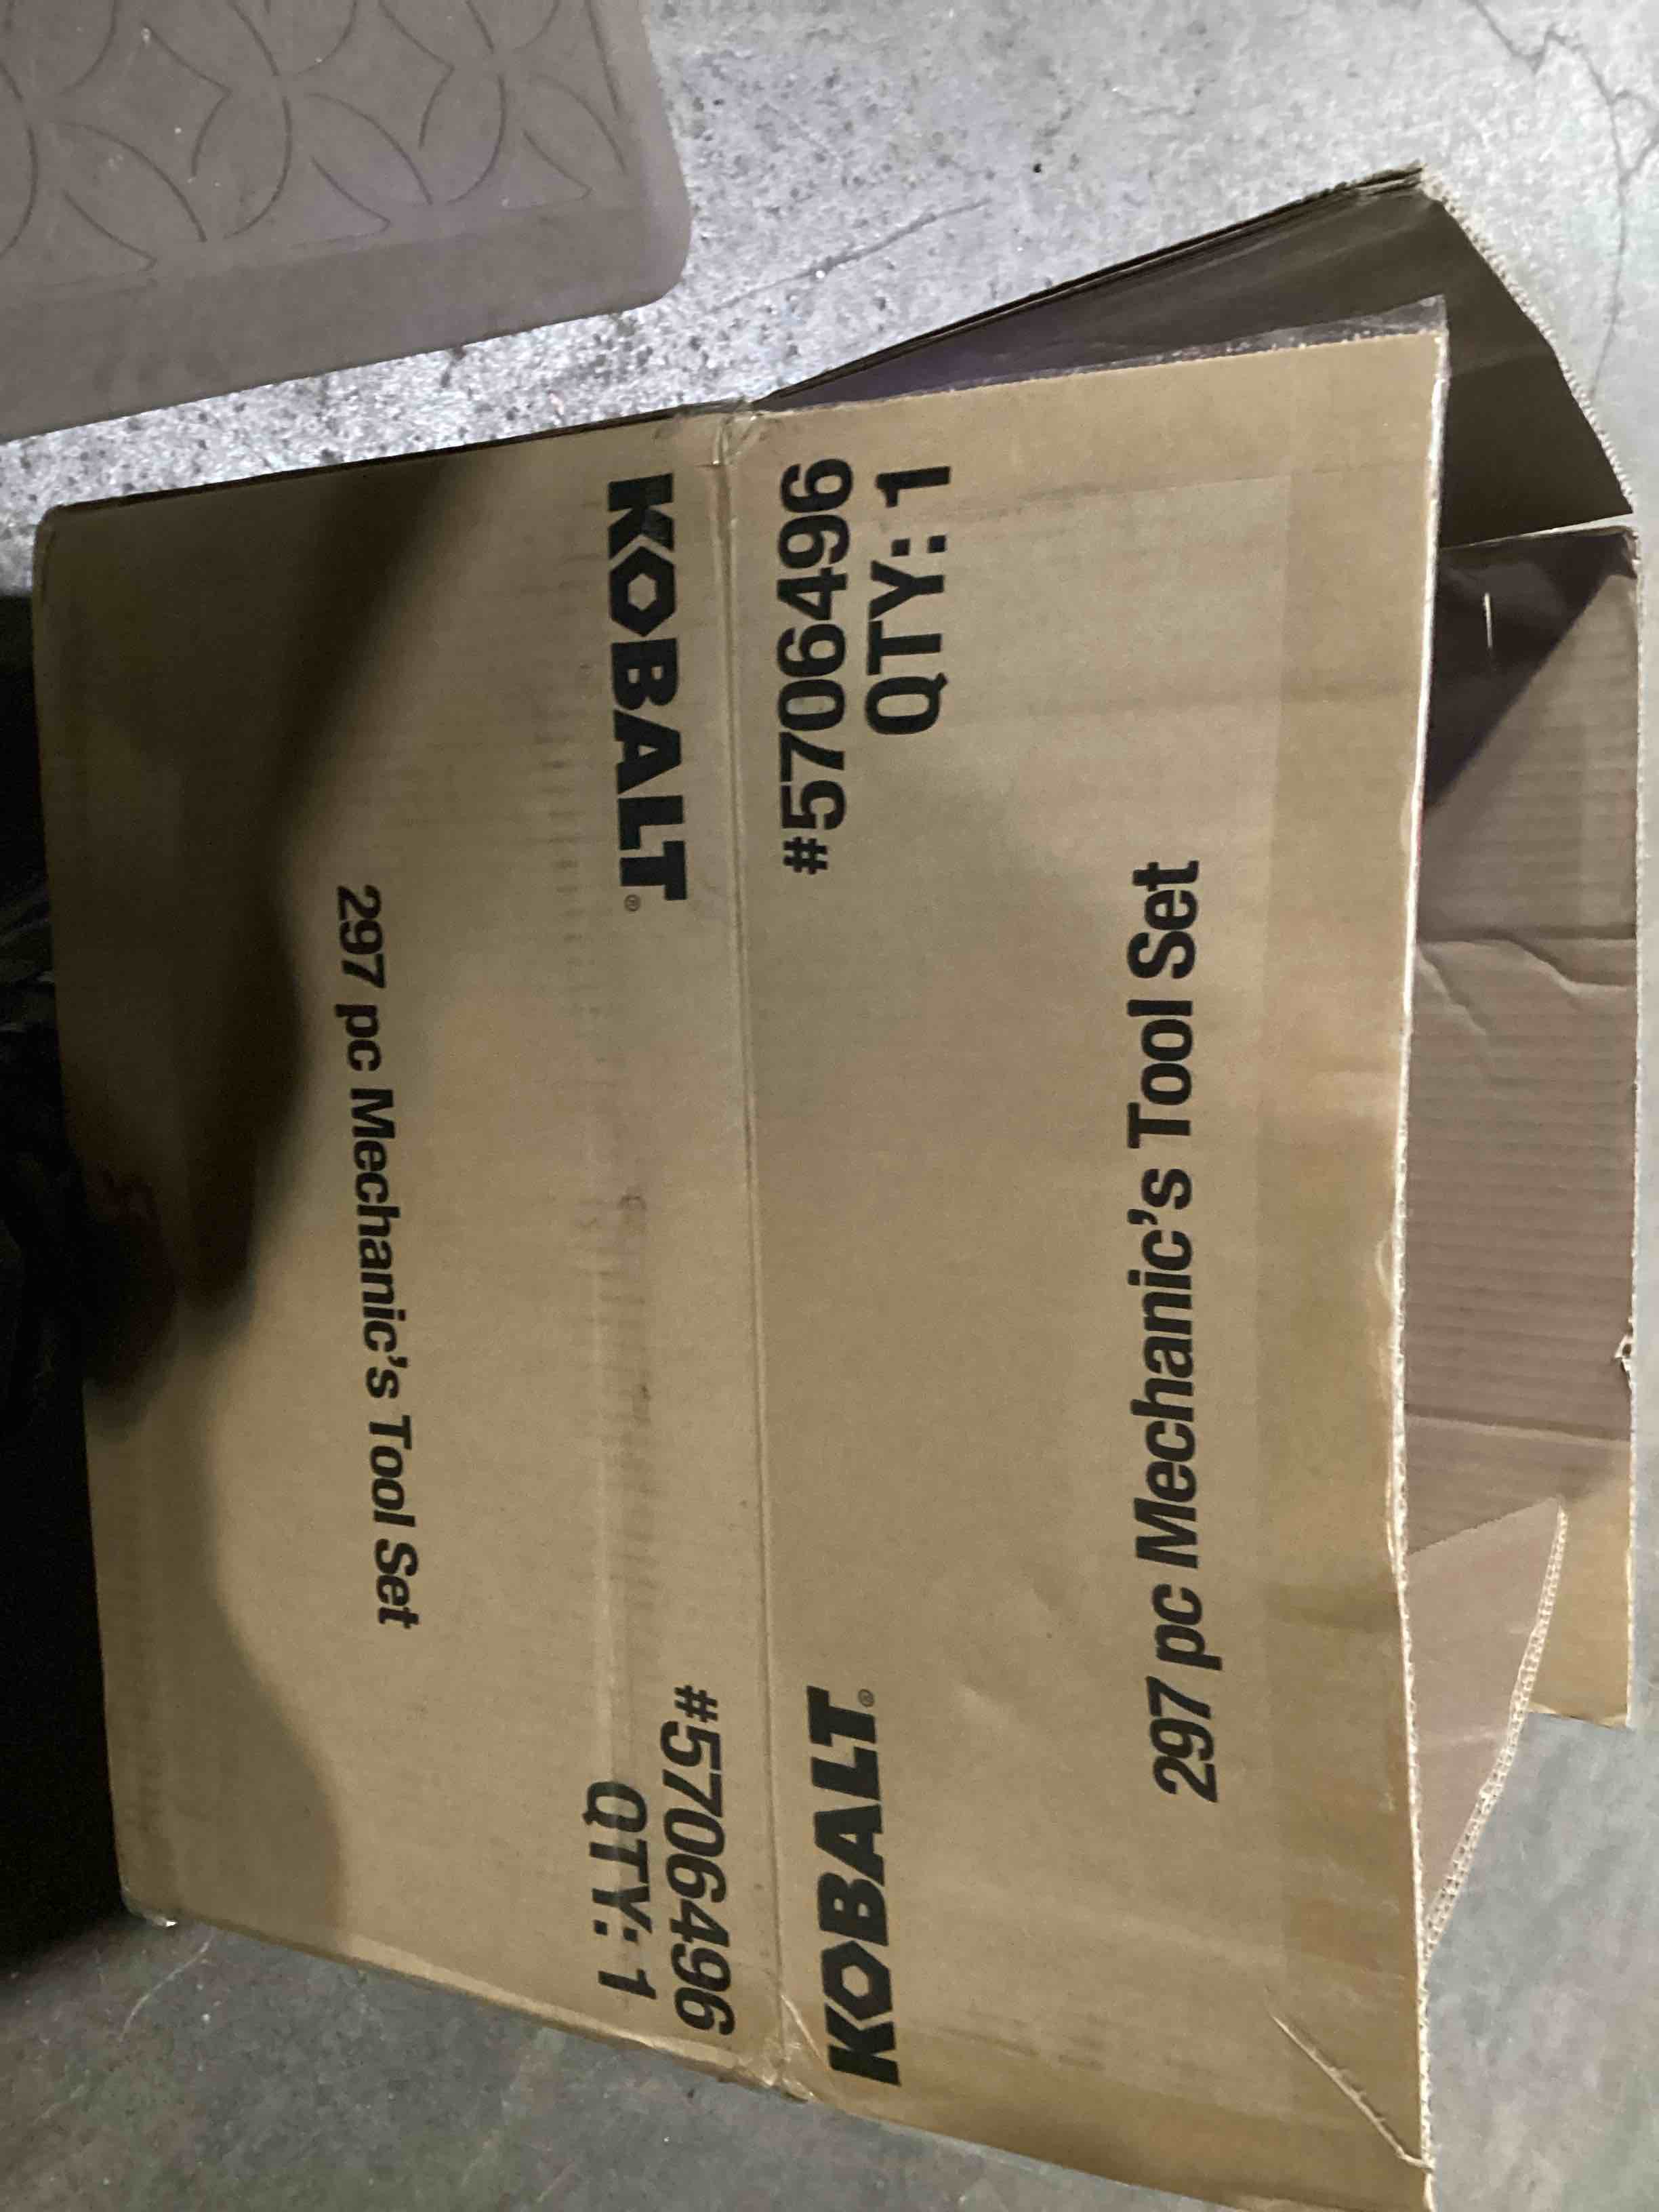 KOBALT®
297 pc Mechanic's Tool Set
#5706496
QTY: 1
#5706496
QTY: 1
297 pc Mechanic's Tool Set
KOBALT®